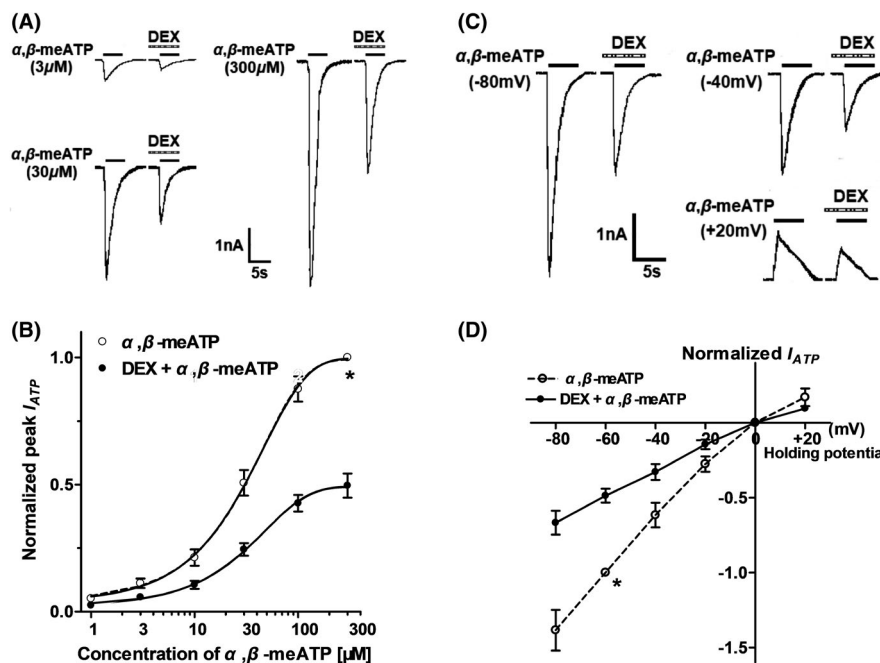 (A)
DEX
α,β-meATP
(3µM)
DEX
α,β-meATP
(300µM)
DEX
α,β-meATP
(30µM)
1nA
5s
(C)
DEX
α,β-meATP
(-80mV)
DEX
α,β-meATP
(-40mV)
DEX
α,β-meATP
(+20mV)
1nA
5s
(B)
α ,β -meATP
DEX + α ,β -meATP
Normalized peak I_ATP
1.0
0.5
0.0
*
1 3 10 30 100 300
Concentration of α ,β -meATP [µM]
(D)
Normalized I_ATP
α,β-meATP
DEX + α,β-meATP
(mV)
-80 -60 -40 -20 0 +20
Holding potential
-0.5
-1.0
-1.5
*